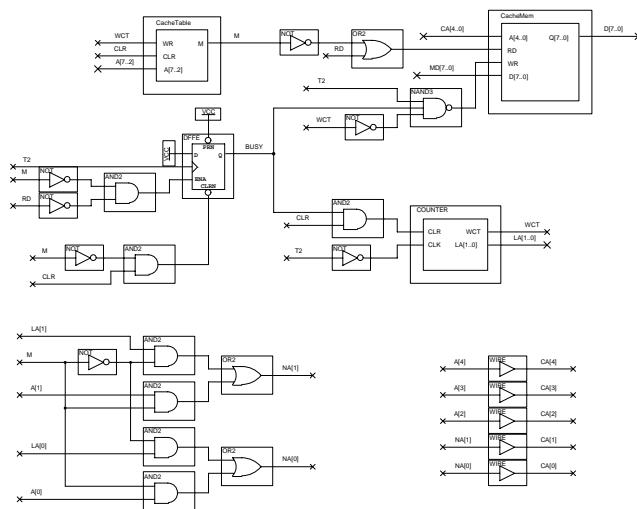 CacheTable
WCT
WR
M
M
CLR
CLR
A[7..2]
A[7..2]
NOT
RD
OR2
CacheMem
CA[4..0]
A[4..0]
Q[7..0]
D[7..0]
RD
WR
MD[7..0]
D[7..0]
T2
NAND3
WCT
NOT
VCC
DFFE
VCC
PRN
D
Q
BUSY
ENA
CLRN
T2
M
NOT
AND2
RD
NOT
M
NOT
AND2
CLR
AND2
CLR
T2
NOT
COUNTER
CLR
WCT
WCT
CLK
LA[1..0]
LA[1..0]
LA[1]
AND2
M
NOT
OR2
NA[1]
A[1]
AND2
AND2
LA[0]
OR2
NA[0]
AND2
A[0]
A[4]
WIRE
CA[4]
A[3]
WIRE
CA[3]
A[2]
WIRE
CA[2]
NA[1]
WIRE
CA[1]
NA[0]
WIRE
CA[0]